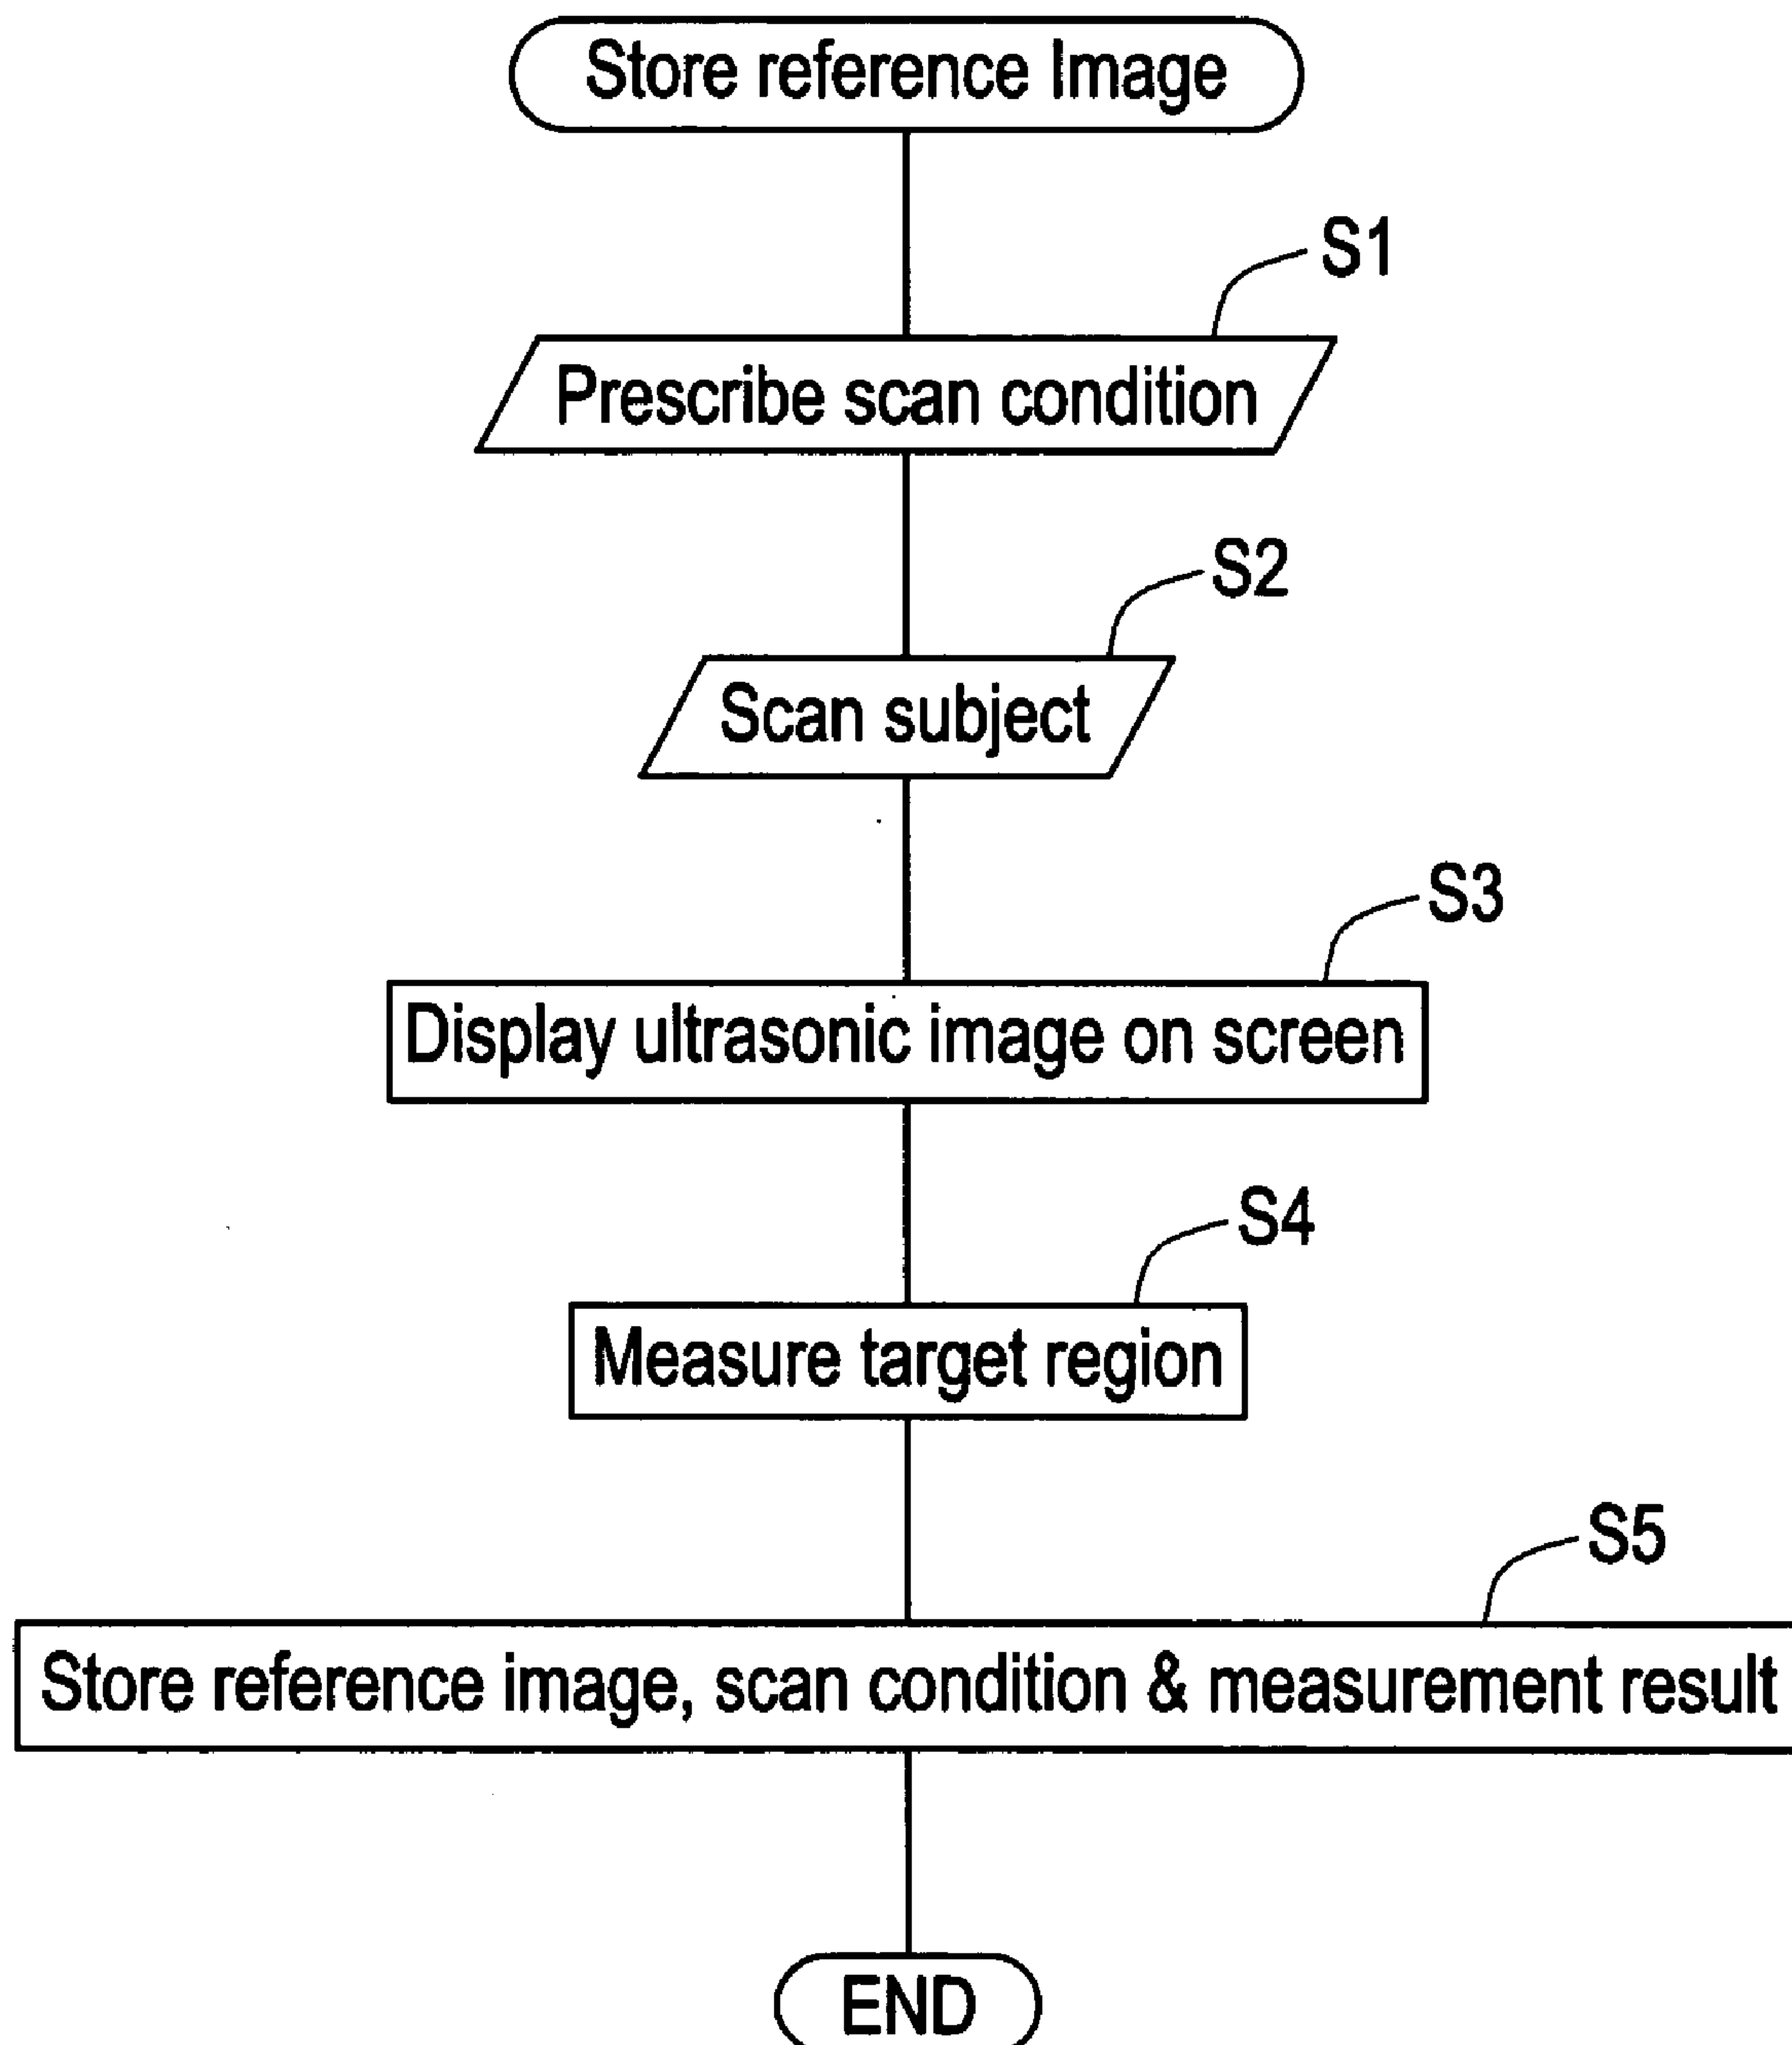 Store reference Image
S1
Prescribe scan condition
S2
Scan subject
S3
Display ultrasonic image on screen
S4
Measure target region
S5
Store reference image, scan condition & measurement result
END